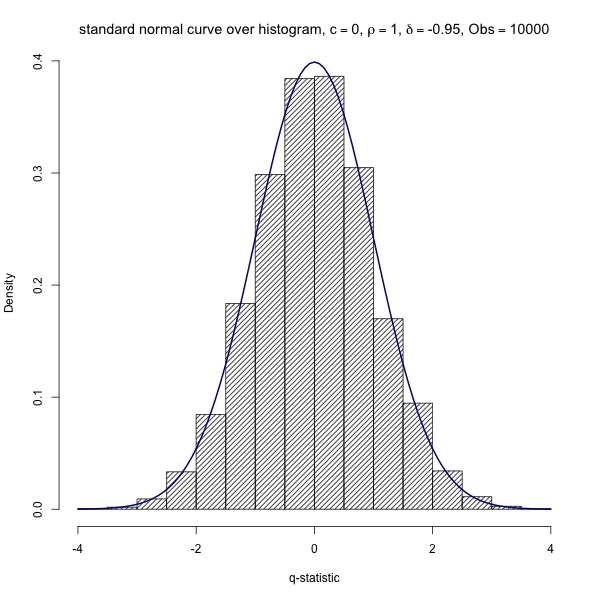 standard normal curve over histogram, c = 0, ρ = 1, δ = -0.95, Obs = 10000
0.4
0.3
0.2
0.1
0.0
Density
-4 -2 0 2 4
q-statistic